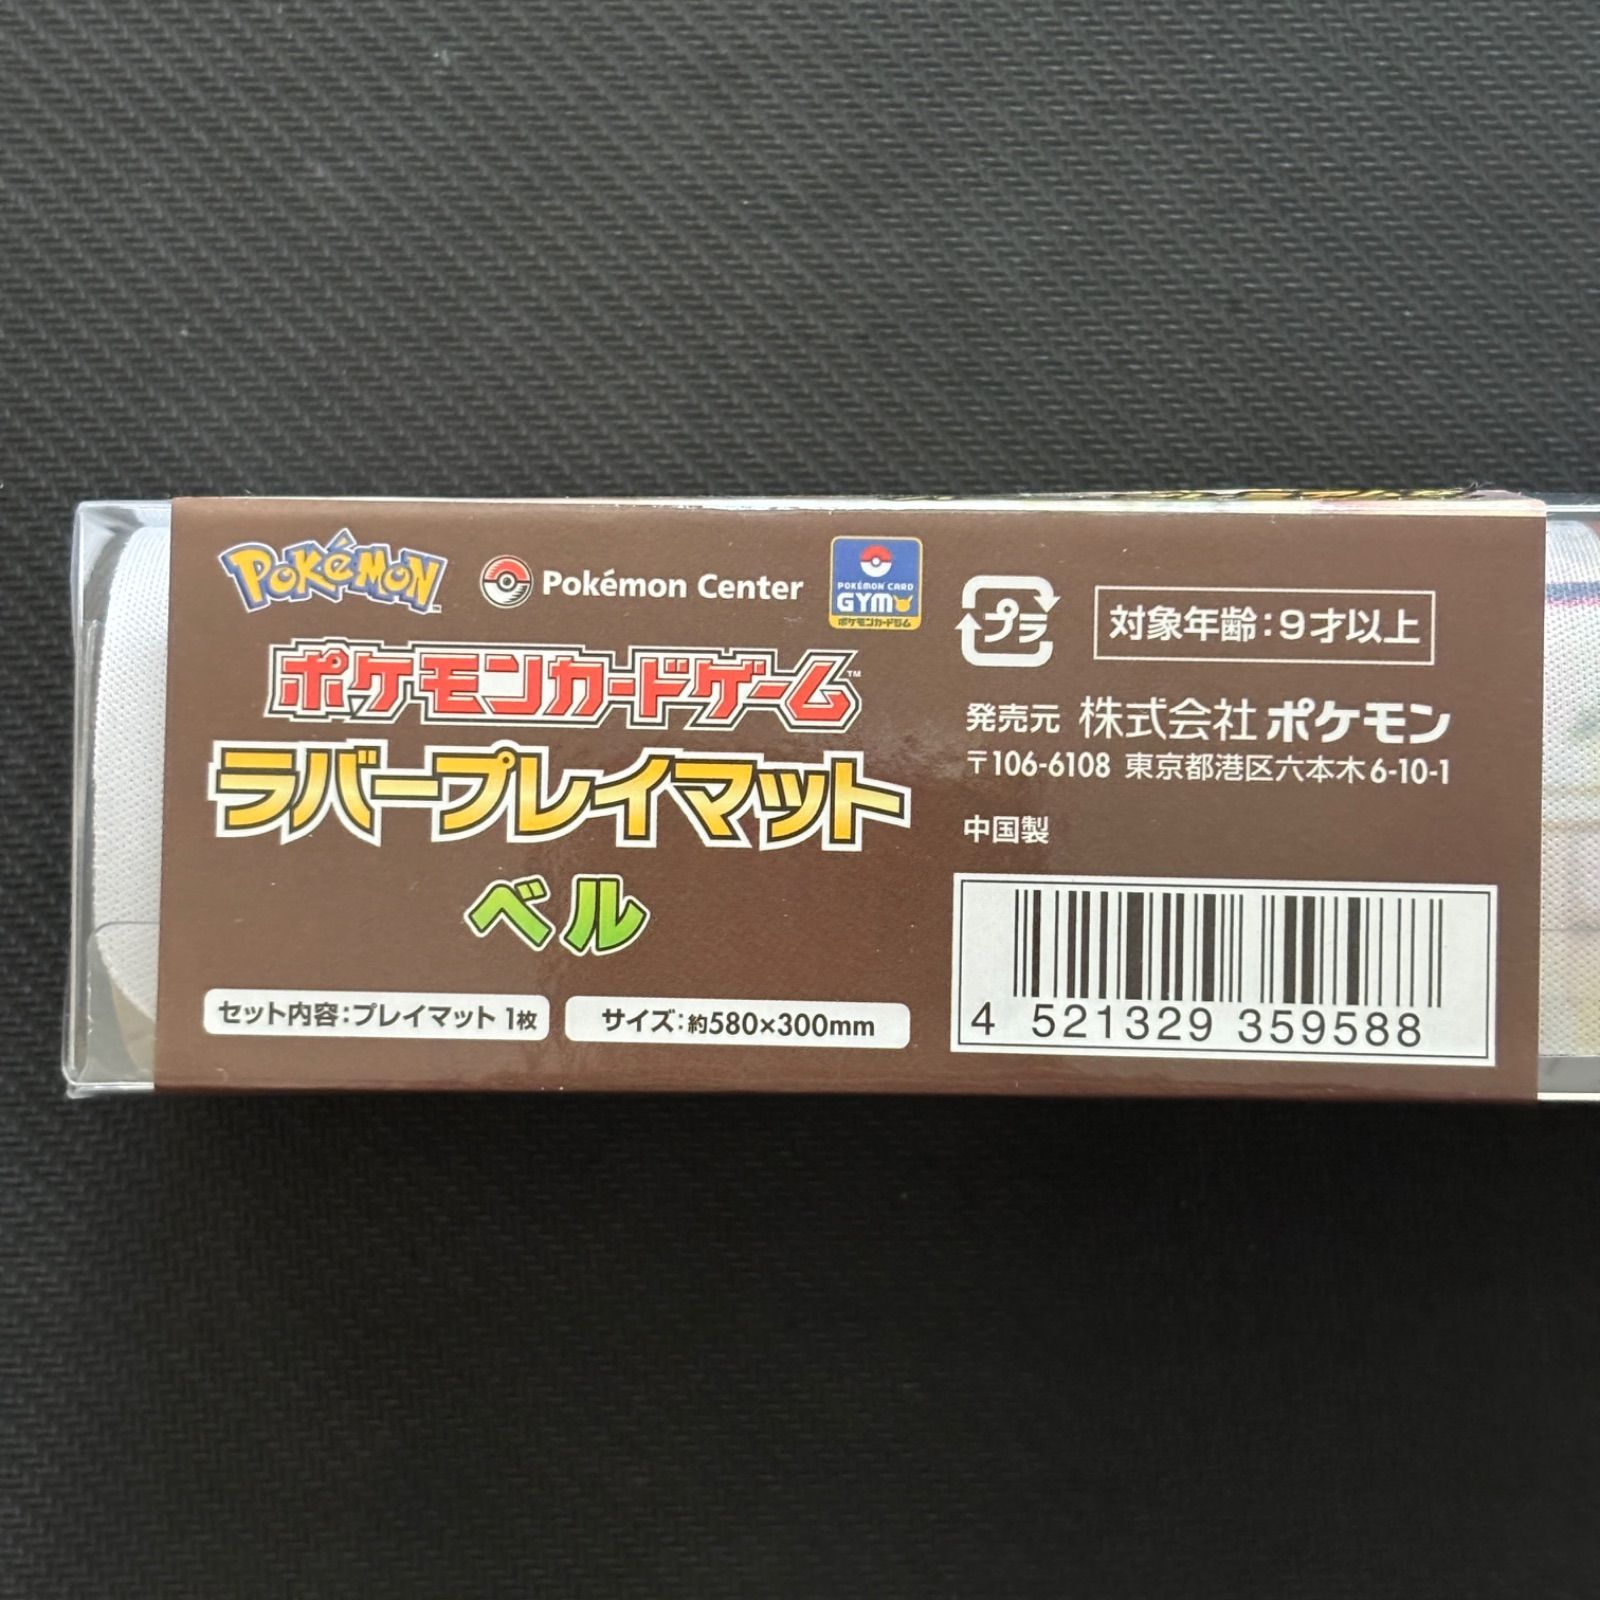 POKéMON
Pokémon Center
POKÉMON CARD
GYM
ポケモンカードジム
ポケモンカードゲーム™
ラバープレイマット
ベル
セット内容:プレイマット 1枚
サイズ:約580×300mm
プラ
対象年齢:9才以上
発売元 株式会社 ポケモン
〒106-6108 東京都港区六本木6-10-1
中国製
4 521329 359588